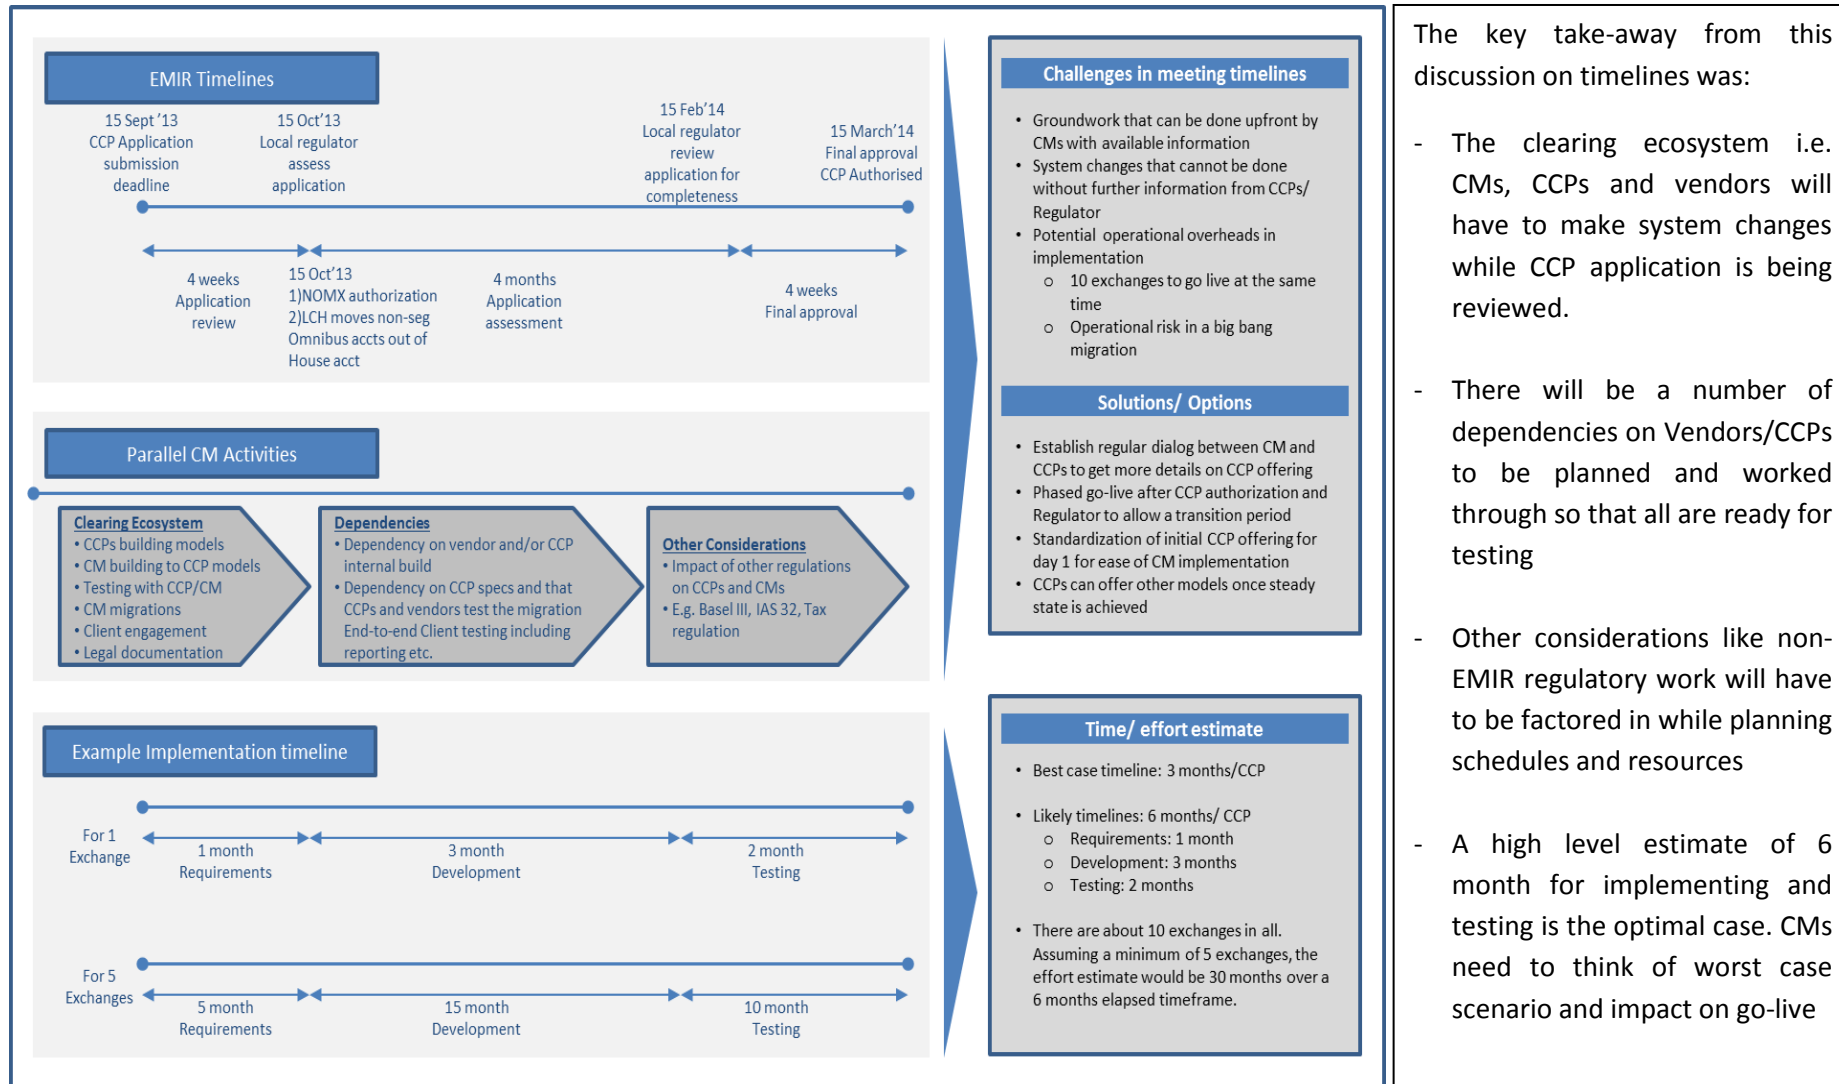 EMIR Timelines
15 Sept '13
CCP Application
submission
deadline
15 Oct'13
Local regulator
assess
application
15 Feb'14
Local regulator
review
application for
completeness
15 March'14
Final approval
CCP Authorised
4 weeks
Application
review
15 Oct'13
1)NOMX authorization
2)LCH moves non-seg
Omnibus accts out of
House acct
4 months
Application
assessment
4 weeks
Final approval
Parallel CM Activities
Clearing Ecosystem
• CCPs building models
• CM building to CCP models
• Testing with CCP/CM
• CM migrations
• Client engagement
• Legal documentation
Dependencies
• Dependency on vendor and/or CCP
internal build
• Dependency on CCP specs and that
CCPs and vendors test the migration
End-to-end Client testing including
reporting etc.
Other Considerations
• Impact of other regulations
on CCPs and CMs
• E.g. Basel III, IAS 32, Tax
regulation
Example Implementation timeline
For 1
Exchange
1 month
Requirements
3 month
Development
2 month
Testing
For 5
Exchanges
5 month
Requirements
15 month
Development
10 month
Testing
Challenges in meeting timelines
• Groundwork that can be done upfront by
CMs with available information
• System changes that cannot be done
without further information from CCPs/
Regulator
• Potential operational overheads in
implementation
o 10 exchanges to go live at the same
time
o Operational risk in a big bang
migration
Solutions/ Options
• Establish regular dialog between CM and
CCPs to get more details on CCP offering
• Phased go-live after CCP authorization and
Regulator to allow a transition period
• Standardization of initial CCP offering for
day 1 for ease of CM implementation
• CCPs can offer other models once steady
state is achieved
Time/ effort estimate
• Best case timeline: 3 months/CCP
• Likely timelines: 6 months/ CCP
o Requirements: 1 month
o Development: 3 months
o Testing: 2 months
• There are about 10 exchanges in all.
Assuming a minimum of 5 exchanges, the
effort estimate would be 30 months over a
6 months elapsed timeframe.
The key take-away from this
discussion on timelines was:
- The clearing ecosystem i.e.
CMs, CCPs and vendors will
have to make system changes
while CCP application is being
reviewed.
- There will be a number of
dependencies on Vendors/CCPs
to be planned and worked
through so that all are ready for
testing
- Other considerations like non-
EMIR regulatory work will have
to be factored in while planning
schedules and resources
- A high level estimate of 6
month for implementing and
testing is the optimal case. CMs
need to think of worst case
scenario and impact on go-live